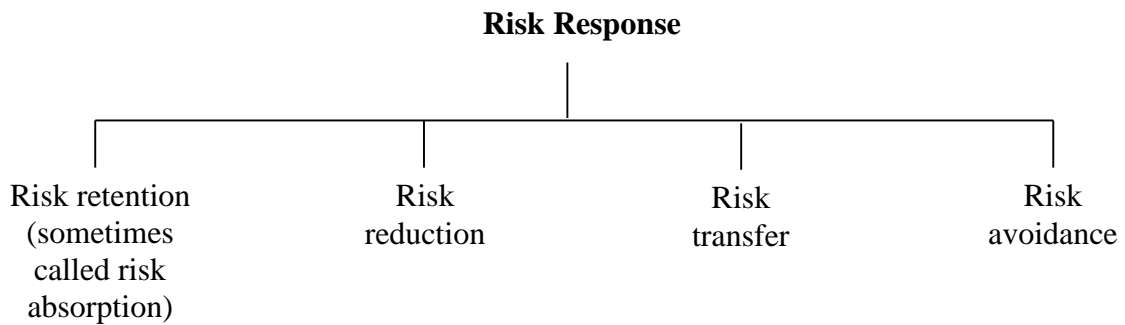 Risk Response
Risk retention
(sometimes
called risk
absorption)
Risk
reduction
Risk
transfer
Risk
avoidance